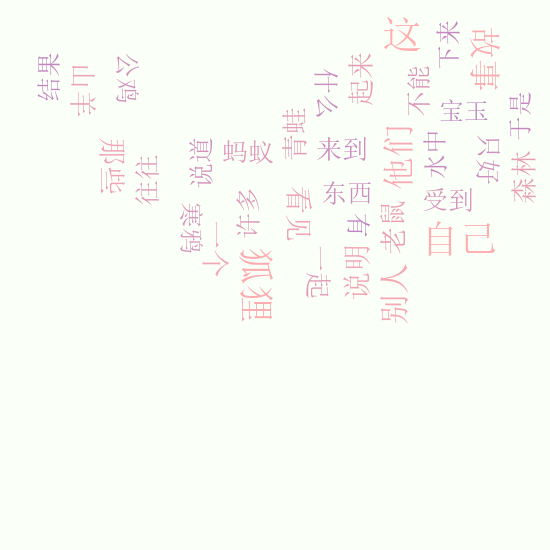 这
下来
故事
结果
山羊
公鸡
什么
起来
不能
宝玉
于是
那些
往往
说道
蚂蚁
青蛙
来到
他们
水中
只好
森林
寒鸦
多许
看见
东西
有
老鼠
受到
一个
狐狸
一起
说明
别人
自己